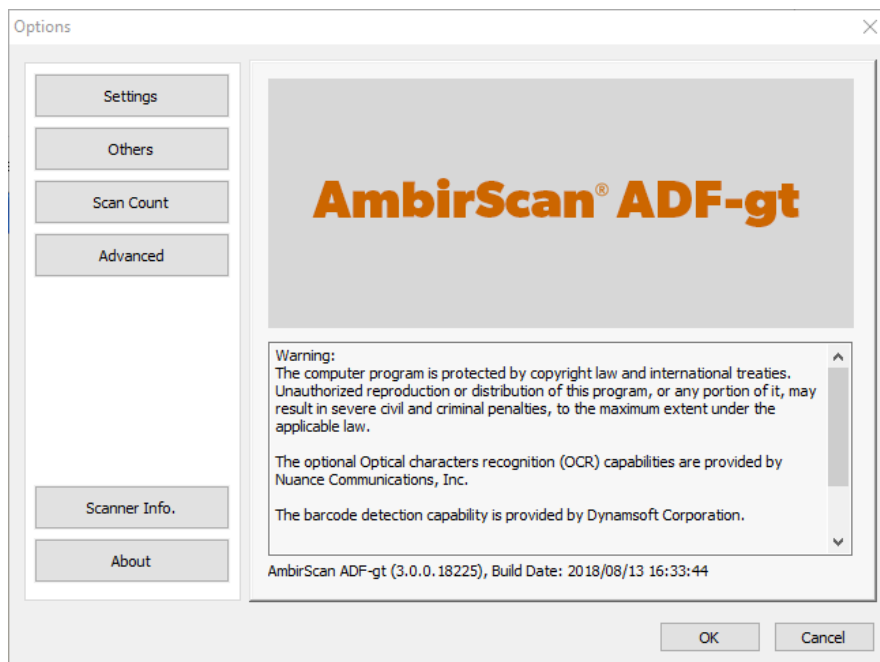 Options
Settings
Others
Scan Count
Advanced
Scanner Info.
About
AmbirScan® ADF-gt
Warning:
The computer program is protected by copyright law and international treaties.
Unauthorized reproduction or distribution of this program, or any portion of it, may
result in severe civil and criminal penalties, to the maximum extent under the
applicable law.
The optional Optical characters recognition (OCR) capabilities are provided by
Nuance Communications, Inc.
The barcode detection capability is provided by Dynamsoft Corporation.
AmbirScan ADF-gt (3.0.0.18225), Build Date: 2018/08/13 16:33:44
OK
Cancel